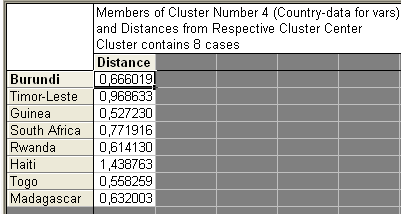 Members of Cluster Number 4 (Country-data for vars)
and Distances from Respective Cluster Center
Cluster contains 8 cases
Distance
Burundi 0,666019
Timor-Leste 0,968633
Guinea 0,527230
South Africa 0,771916
Rwanda 0,614130
Haiti 1,438763
Togo 0,558259
Madagascar 0,632003